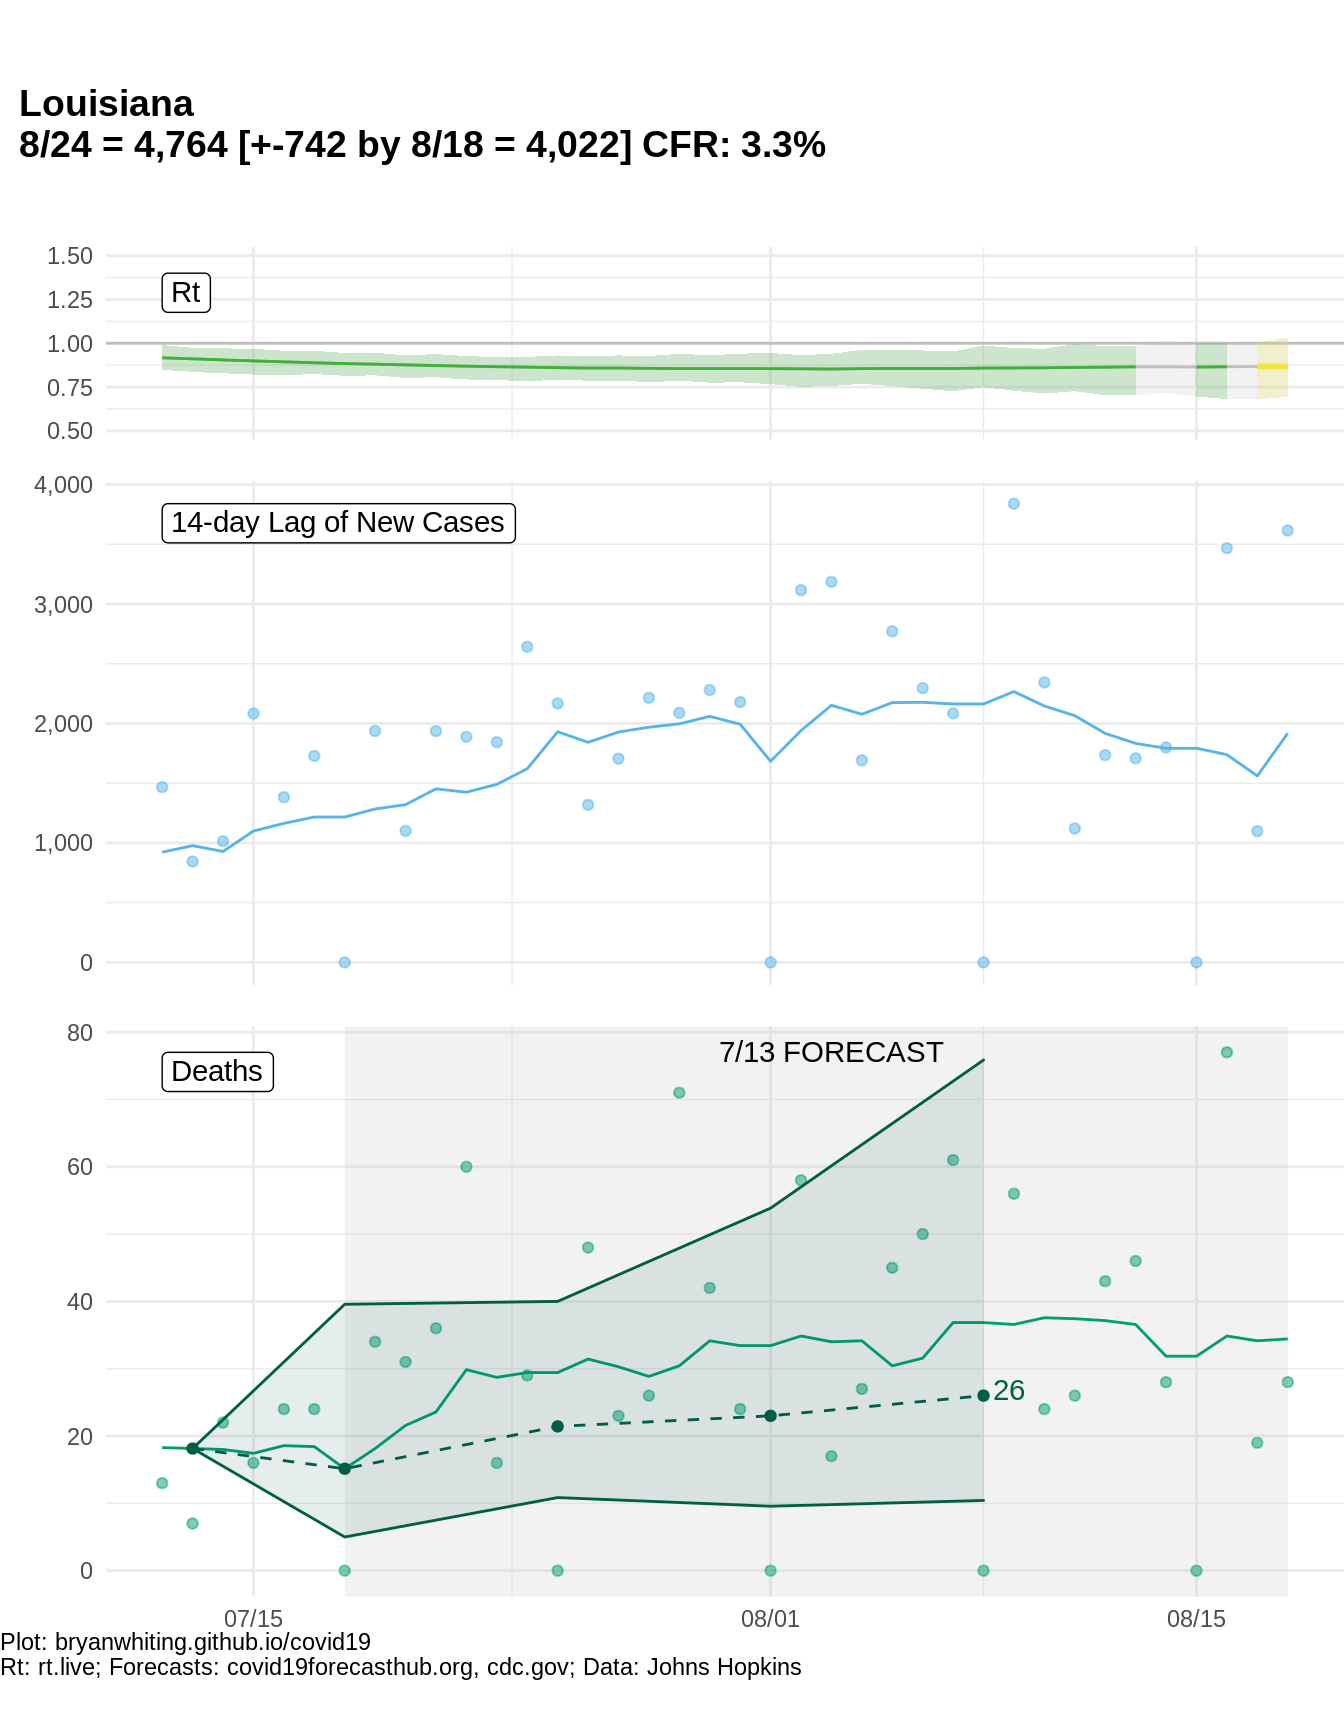 Louisiana
8/24 = 4,764 [+-742 by 8/18 = 4,022] CFR: 3.3%
1.50
1.25
1.00
0.75
0.50
Rt
4,000
3,000
2,000
1,000
0
14-day Lag of New Cases
80
60
40
20
0
Deaths
7/13 FORECAST
26
07/15
08/01
08/15
Plot: bryanwhiting.github.io/covid19
Rt: rt.live; Forecasts: covid19forecasthub.org, cdc.gov; Data: Johns Hopkins